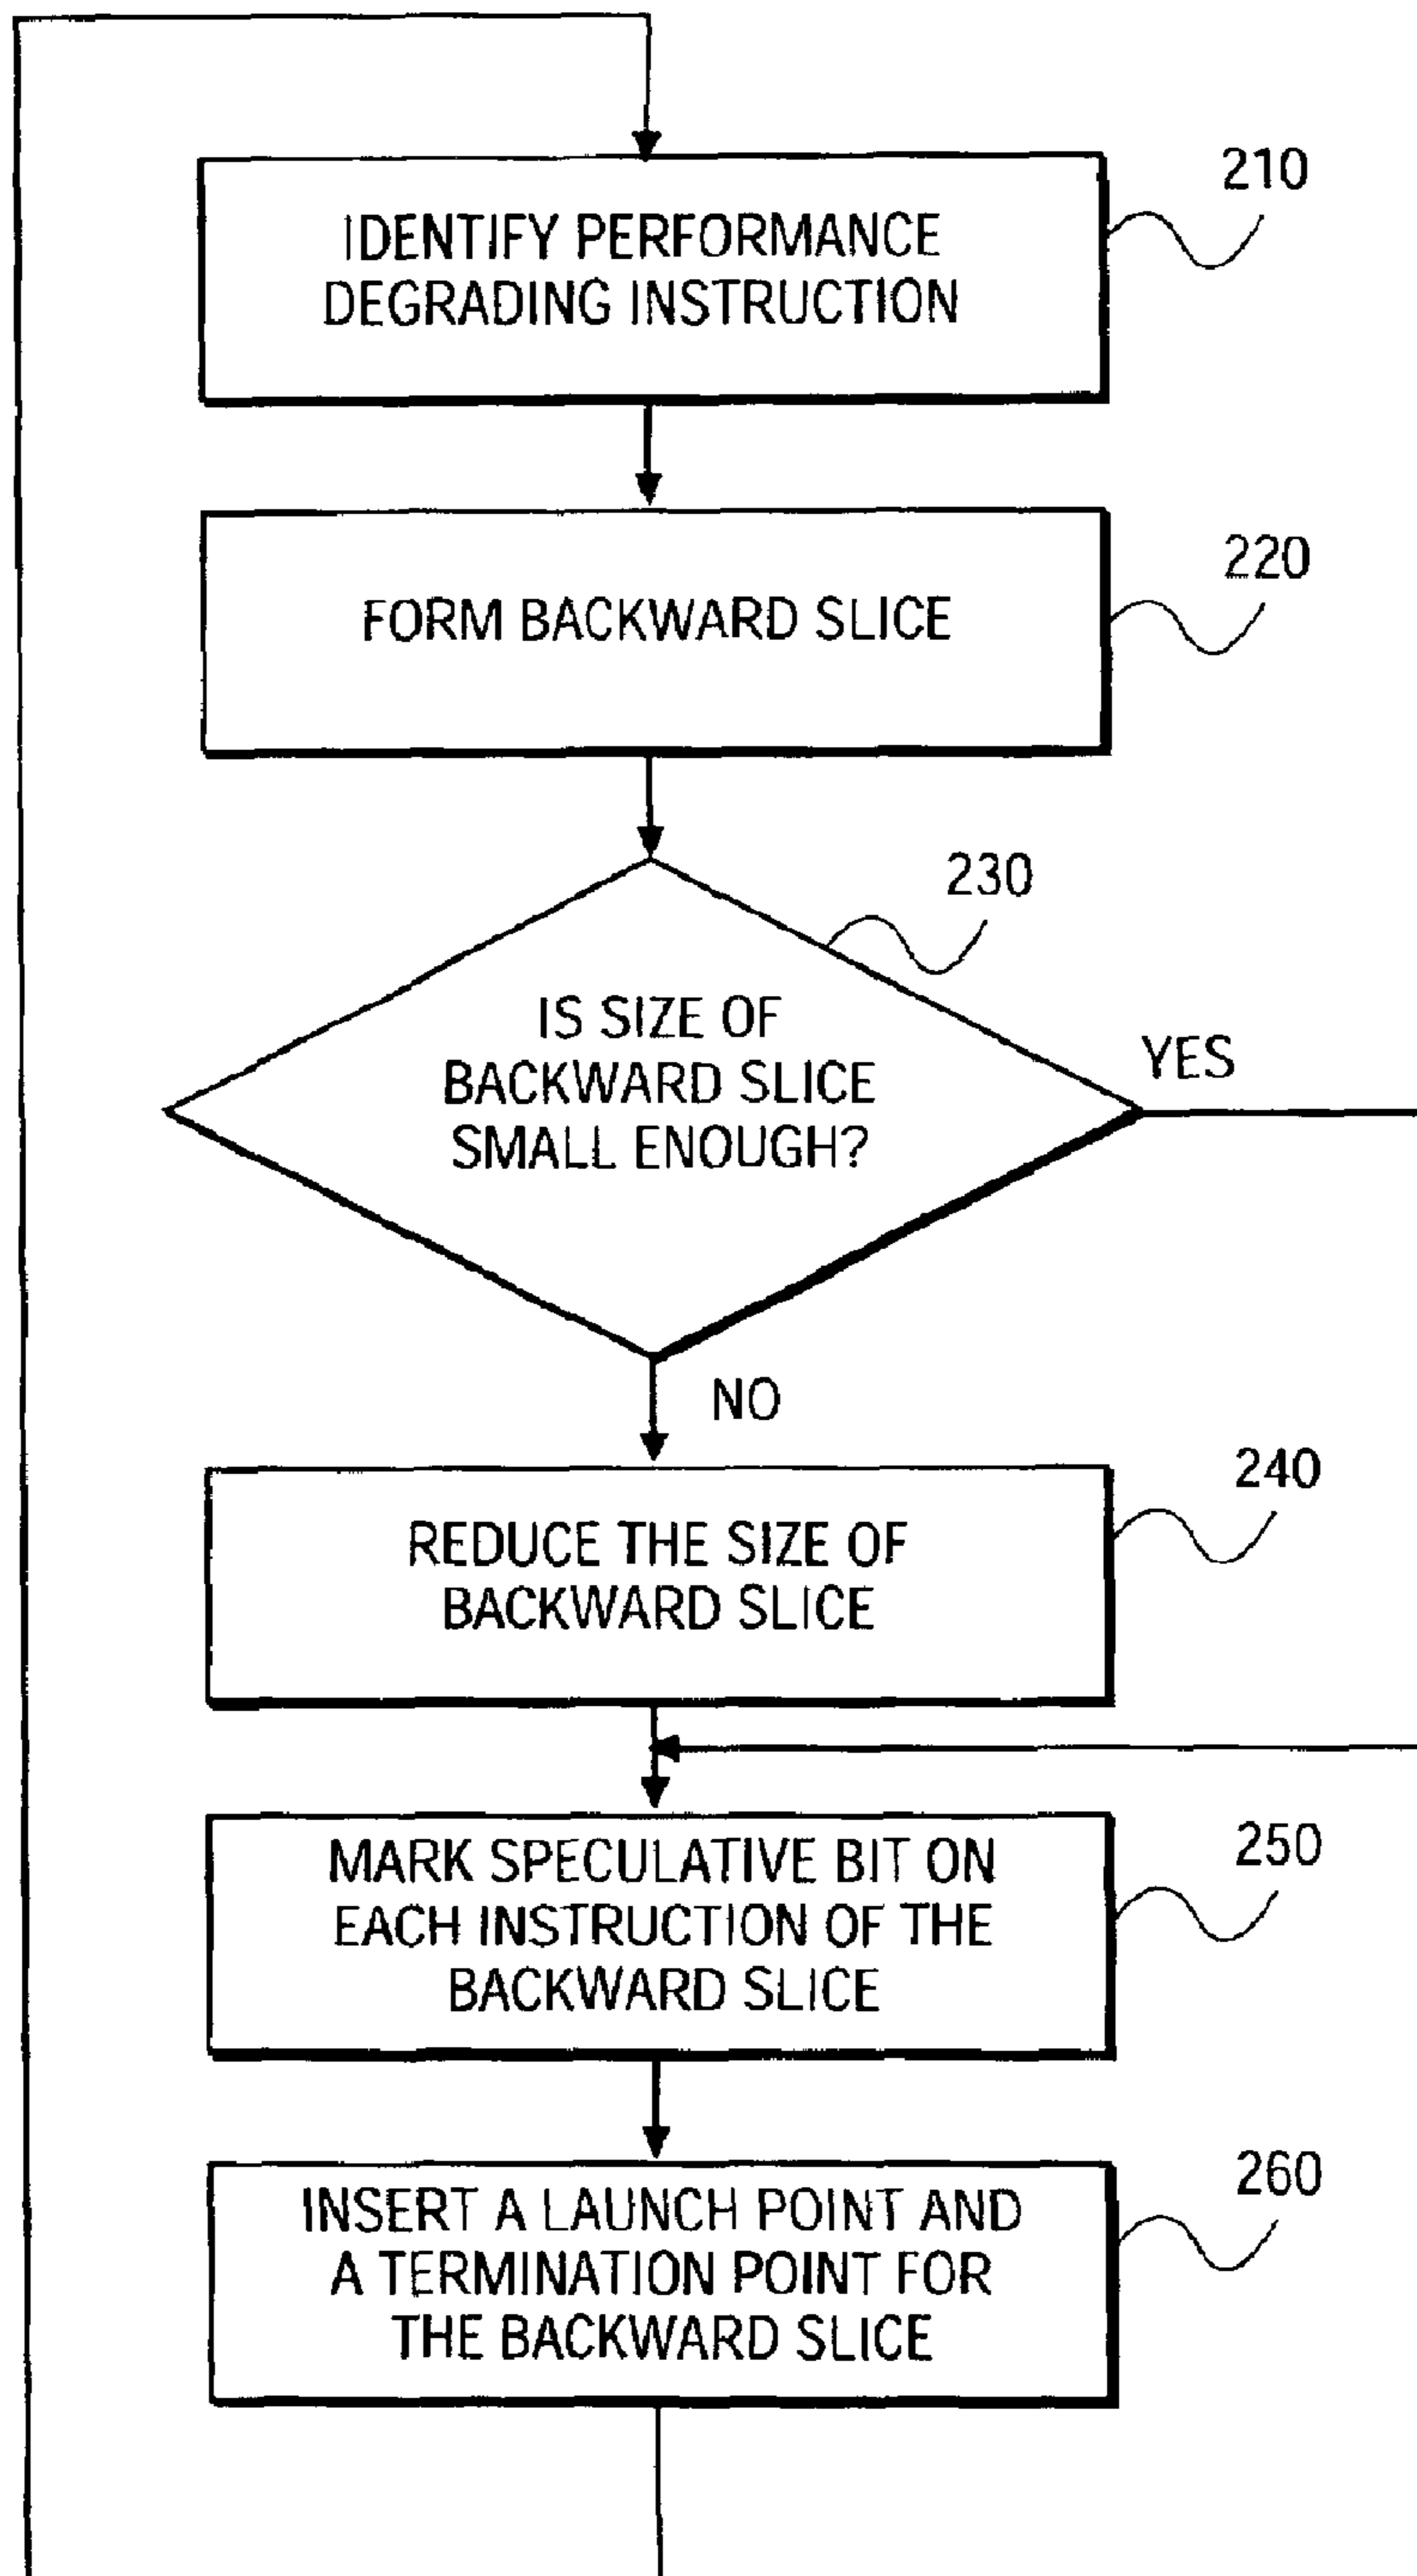 210
IDENTIFY PERFORMANCE
DEGRADING INSTRUCTION
220
FORM BACKWARD SLICE
230
IS SIZE OF
BACKWARD SLICE
SMALL ENOUGH?
YES
NO
240
REDUCE THE SIZE OF
BACKWARD SLICE
250
MARK SPECULATIVE BIT ON
EACH INSTRUCTION OF THE
BACKWARD SLICE
260
INSERT A LAUNCH POINT AND
A TERMINATION POINT FOR
THE BACKWARD SLICE